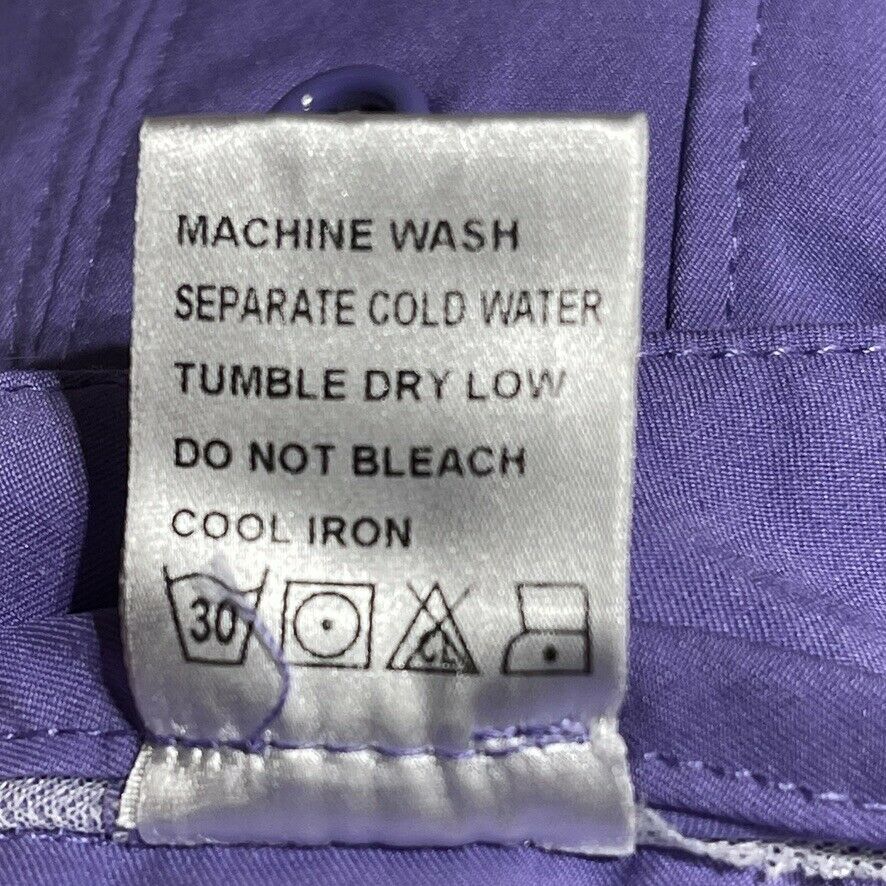 MACHINE WASH
SEPARATE COLD WATER
TUMBLE DRY LOW
DO NOT BLEACH
COOL IRON
30 CL